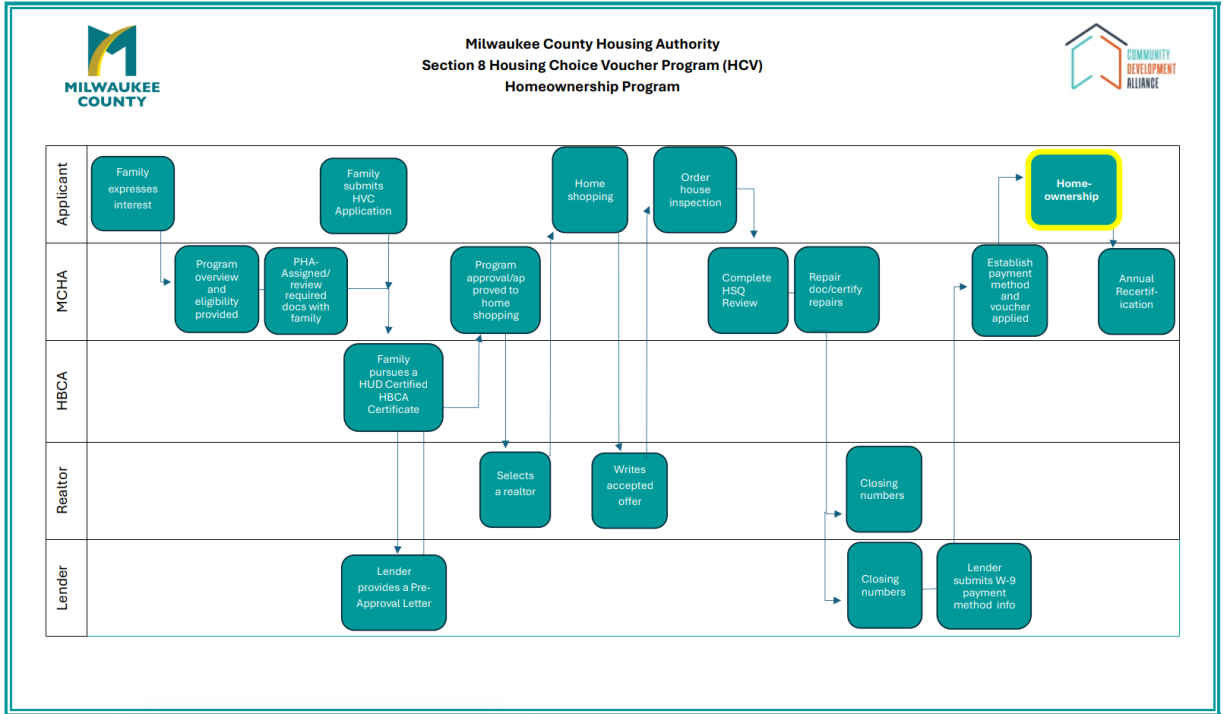 MILWAUKEE
COUNTY
Milwaukee County Housing Authority
Section 8 Housing Choice Voucher Program (HCV)
Homeownership Program
COMMUNITY
DEVELOPMENT
ALLIANCE
Applicant
Family
expresses
interest
Family
submits
HVC
Application
Home
shopping
Order
house
inspection
Home-
ownership
MCHA
Program
overview
and
eligibility
provided
PHA-
Assigned/
review
required
docs with
family
Program
approval/ap
proved to
home
shopping
Complete
HSQ
Review
Repair
doc/certify
repairs
Establish
payment
method
and
voucher
applied
Annual
Recertif-
ication
HBCA
Family
pursues a
HUD Certified
HBCA
Certificate
Realtor
Selects
a realtor
Writes
accepted
offer
Closing
numbers
Lender
Lender
provides a Pre-
Approval Letter
Closing
numbers
Lender
submits W-9
payment
method info